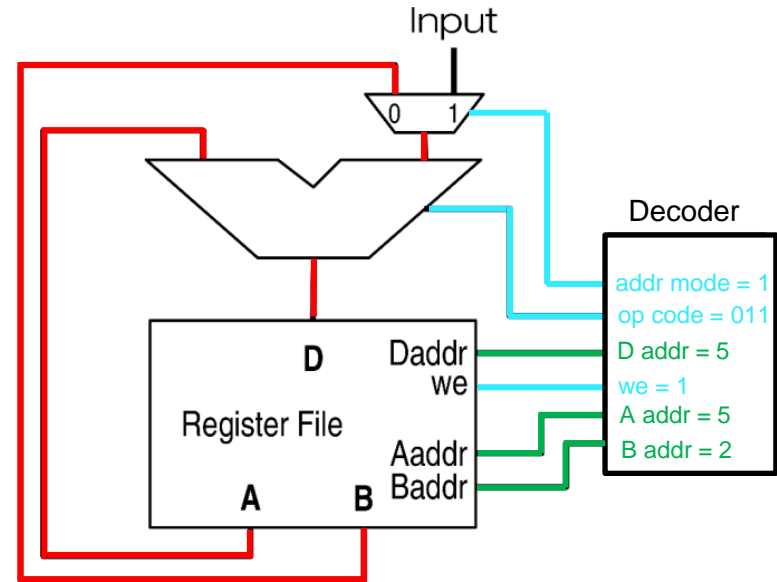 Input
0 1
Decoder
addr mode = 1
op code = 011
D addr = 5
we = 1
A addr = 5
B addr = 2
D
Daddr
we
Register File
Aaddr
Baddr
A
B